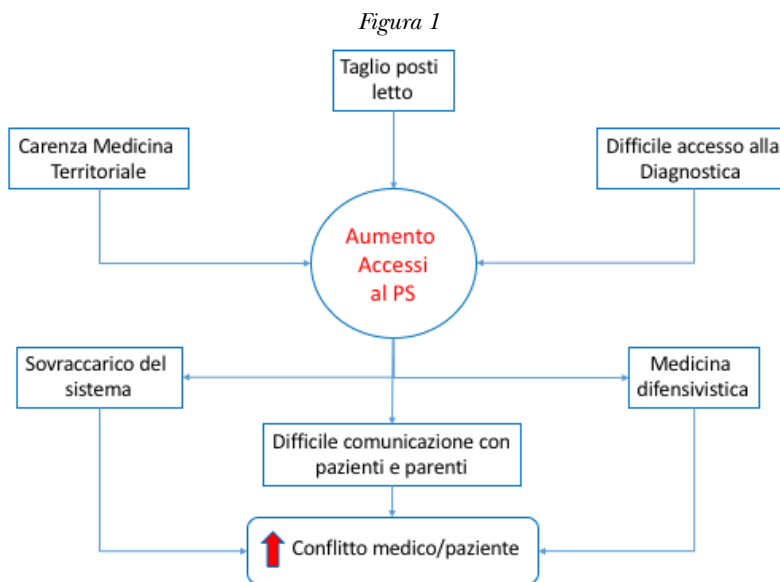 Figura 1
Taglio posti
letto
Carenza Medicina
Territoriale
Difficile accesso alla
Diagnostica
Aumento
Accessi
al PS
Sovraccarico del
sistema
Medicina
difensivistica
Difficile comunicazione con
pazienti e parenti
Conflitto medico/paziente